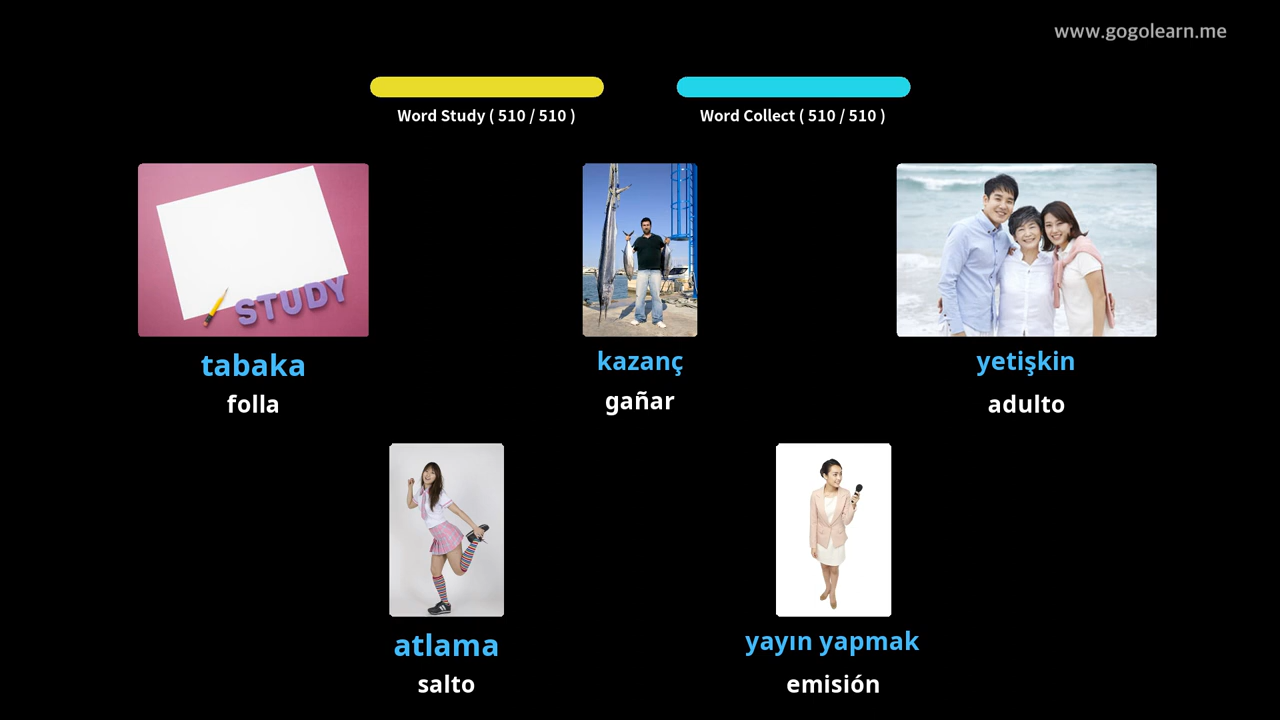 www.gogolearn.me
Word Study ( 510 / 510 )
Word Collect ( 510 / 510 )
STUDY
tabaka
folla
kazanç
gañar
yetişkin
adulto
atlama
salto
yayın yapmak
emisión